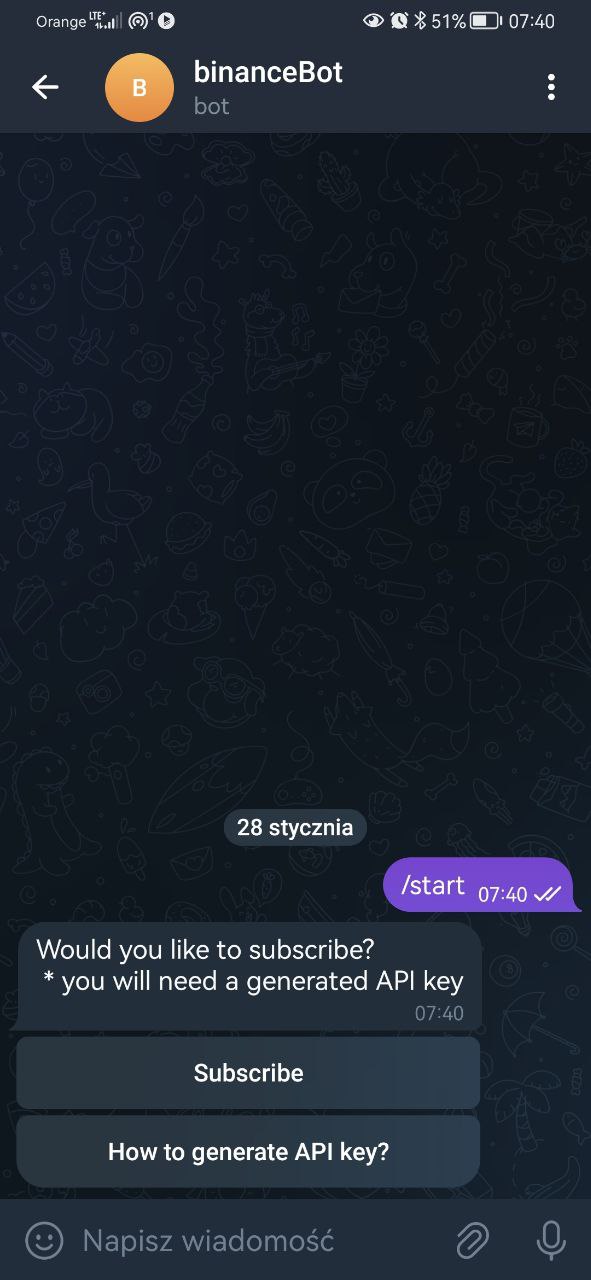 Orange LTE+ 1 51% 07:40
B
binanceBot
bot
28 stycznia
/start 07:40
Would you like to subscribe?
* you will need a generated API key
07:40
Subscribe
How to generate API key?
Napisz wiadomość